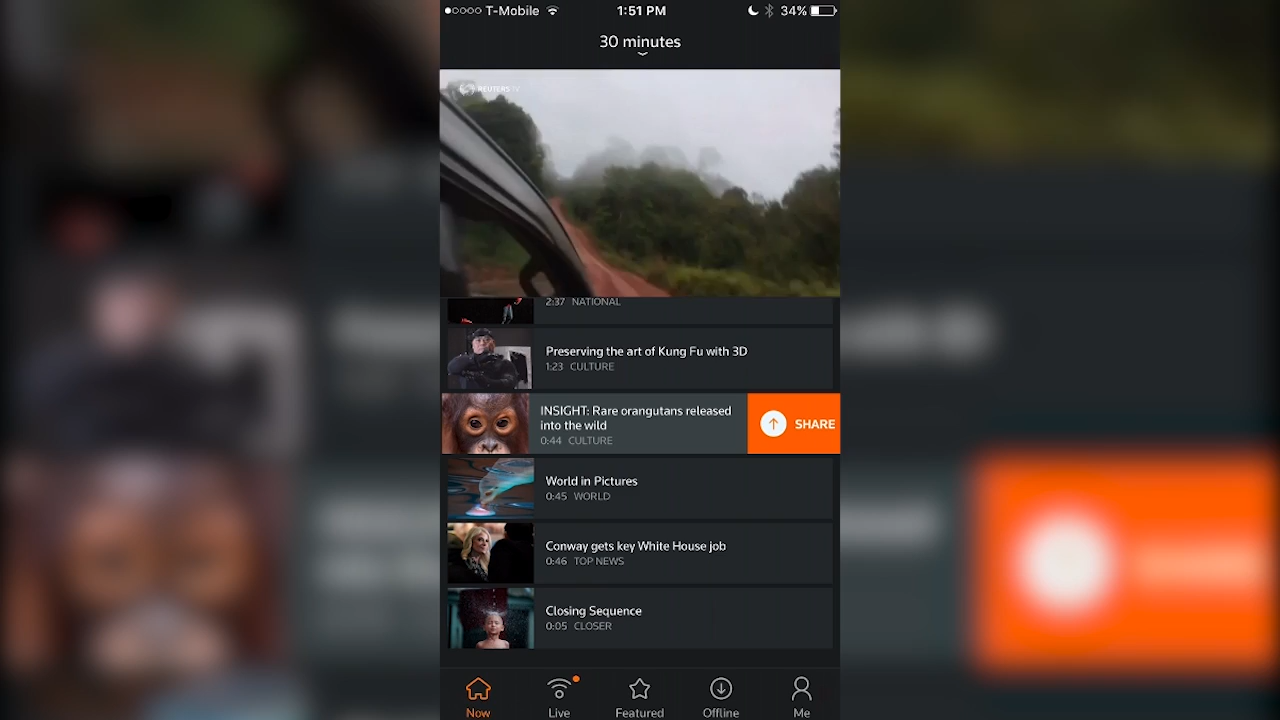 T-Mobile 1:51 PM 34%
30 minutes
REUTERS TV
2:37 NATIONAL
Preserving the art of Kung Fu with 3D
1:23 CULTURE
INSIGHT: Rare orangutans released
into the wild
0:44 CULTURE
SHARE
World in Pictures
0:45 WORLD
Conway gets key White House job
0:46 TOP NEWS
Closing Sequence
0:05 CLOSER
Now Live Featured Offline Me